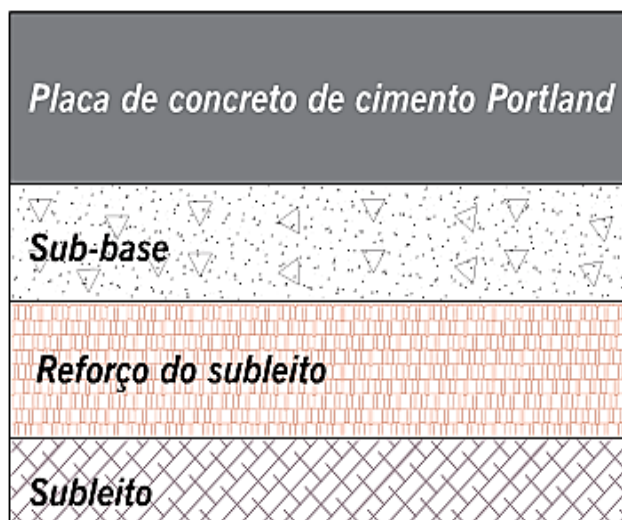 Placa de concreto de cimento Portland
Sub-base
Reforço do subleito
Subleito